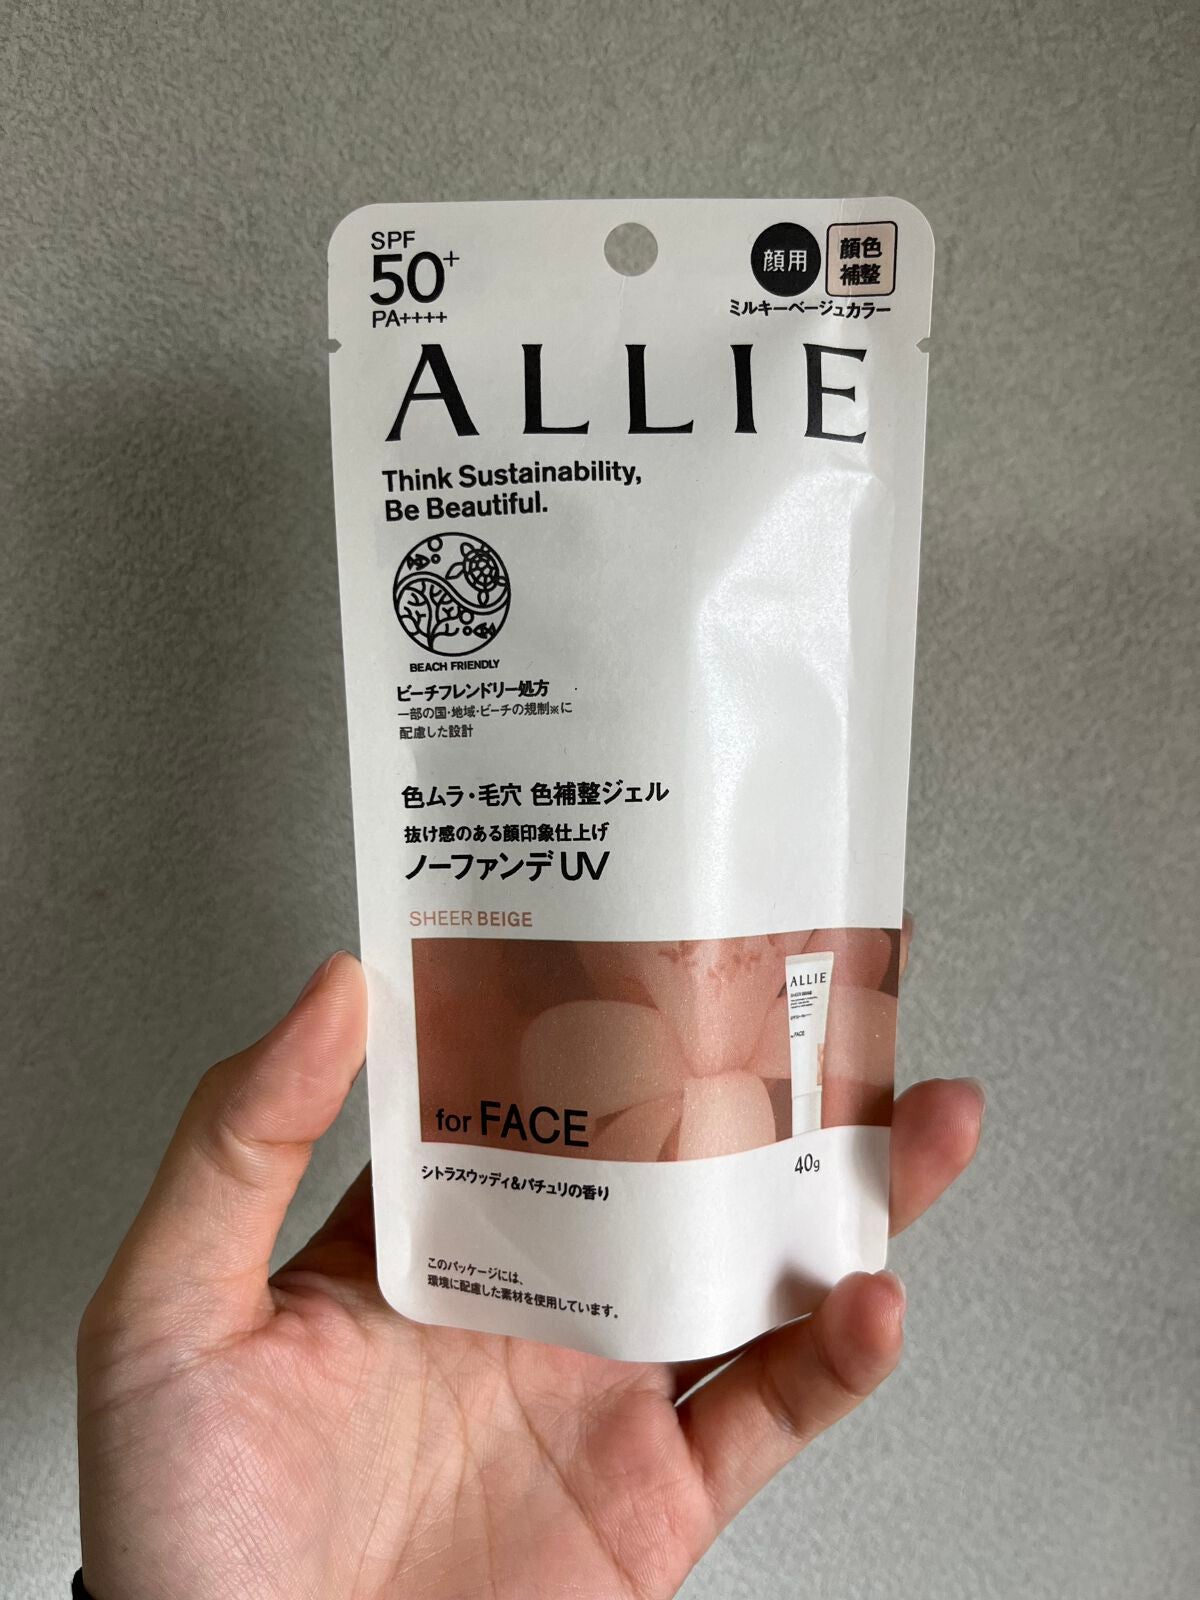 SPF
50+
PA++++
顔用
顔色
補整
ミルキーベージュカラー
ALLIE
Think Sustainability,
Be Beautiful.
BEACH FRIENDLY
ビーチフレンドリー処方
一部の国・地域・ビーチの規制※に
配慮した設計
色ムラ・毛穴 色補整ジェル
抜け感のある顔印象仕上げ
ノーファンデUV
SHEER BEIGE
ALLIE
SHEER BEIGE
for FACE
for FACE
40g
シトラスウッディ&パチュリの香り
このパッケージには、
環境に配慮した素材を使用しています。